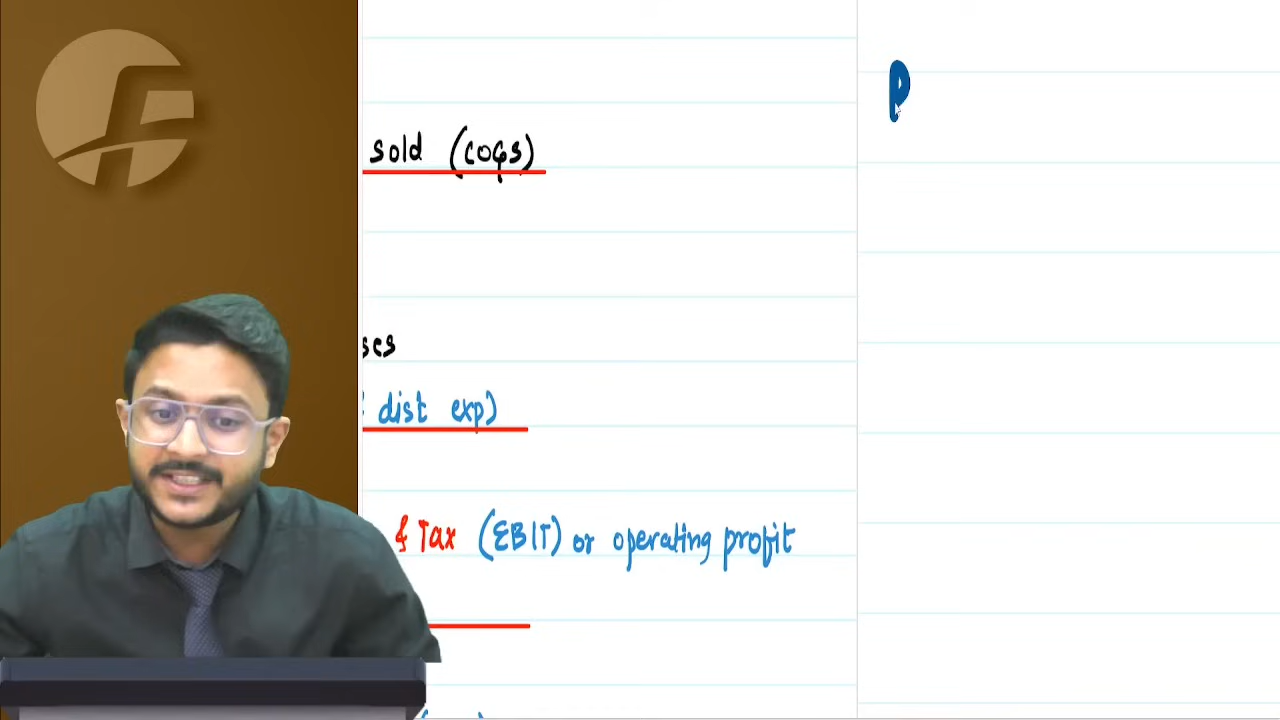 P
sold (COGS)
ses
& dist exp)
& Tax (EBIT) or operating profit